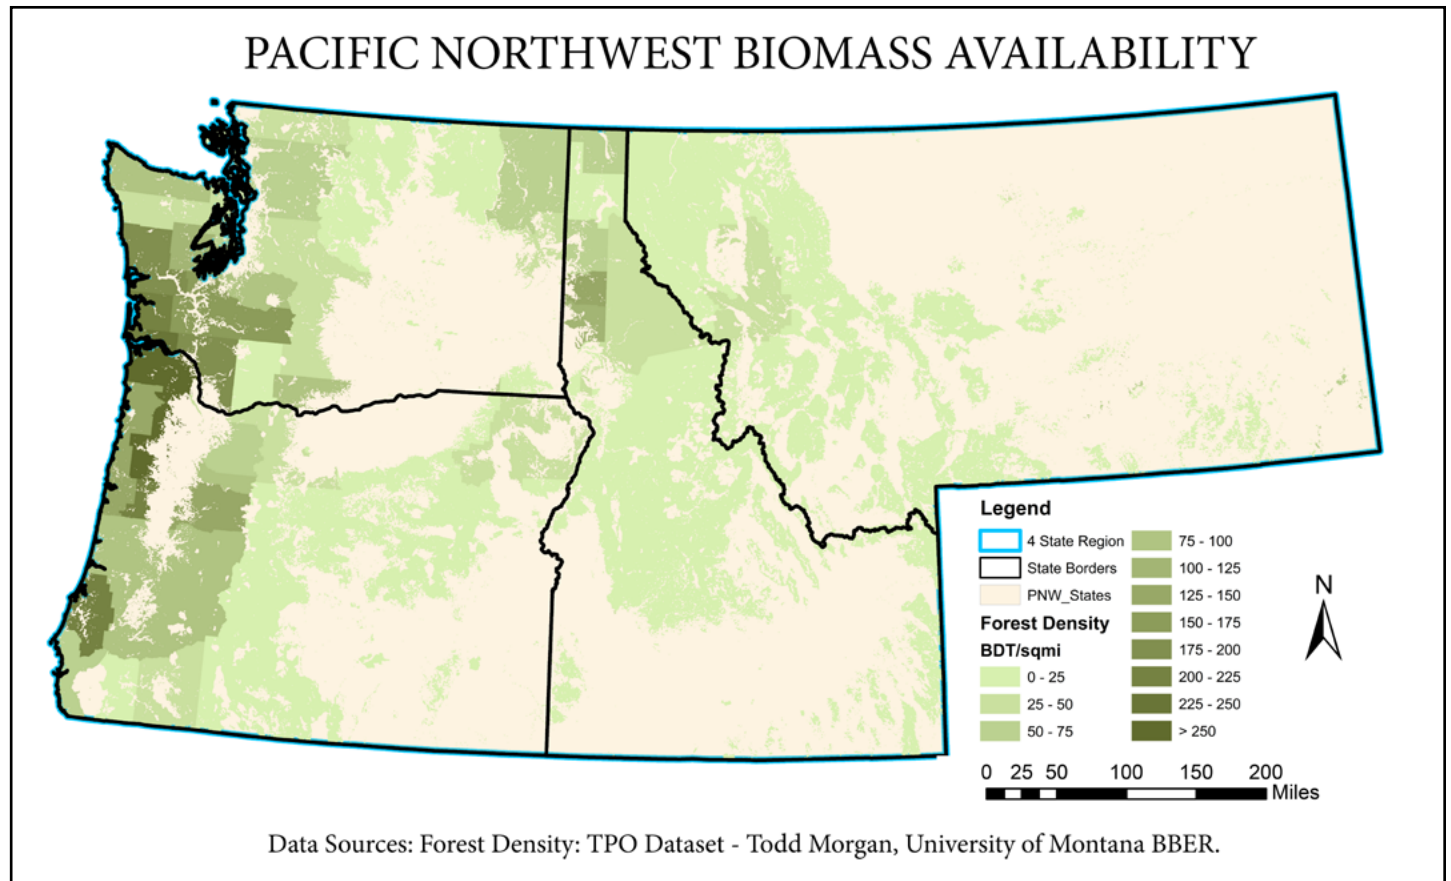 PACIFIC NORTHWEST BIOMASS AVAILABILITY
Legend
4 State Region
State Borders
PNW_States
Forest Density
BDT/sqmi
0 - 25
25 - 50
50 - 75
75 - 100
100 - 125
125 - 150
150 - 175
175 - 200
200 - 225
225 - 250
> 250
N
0 25 50 100 150 200
Miles
Data Sources: Forest Density: TPO Dataset - Todd Morgan, University of Montana BBER.